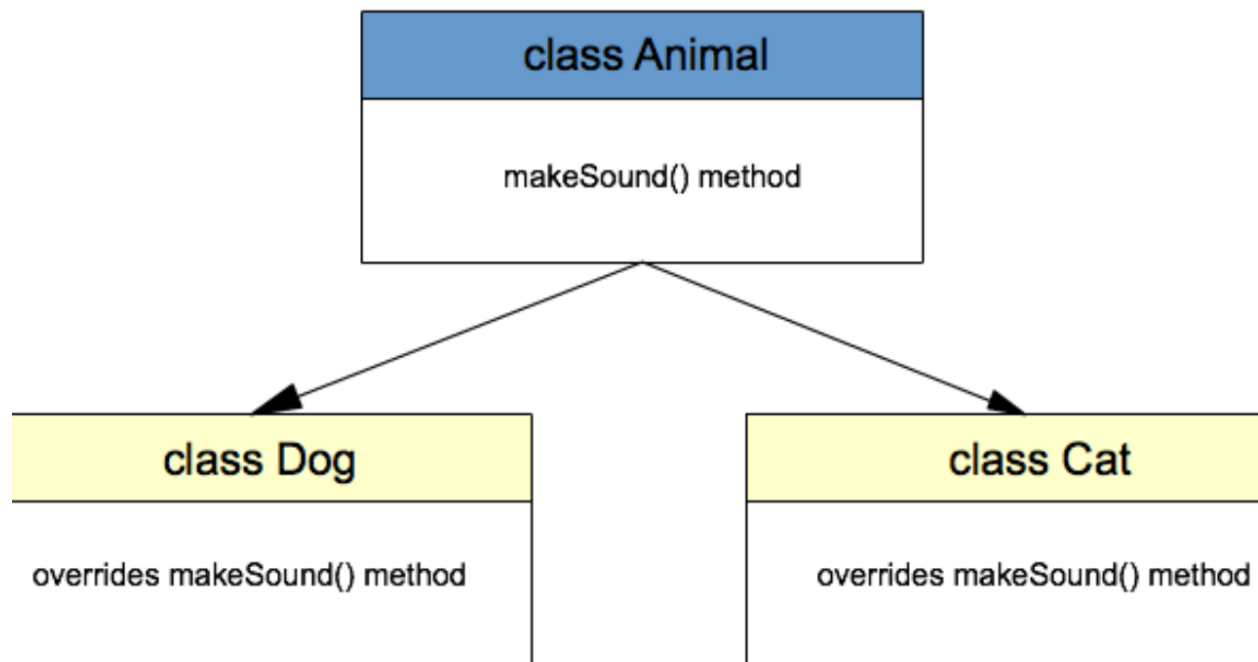 class Animal
makeSound() method
class Dog
class Cat
overrides makeSound() method
overrides makeSound() method